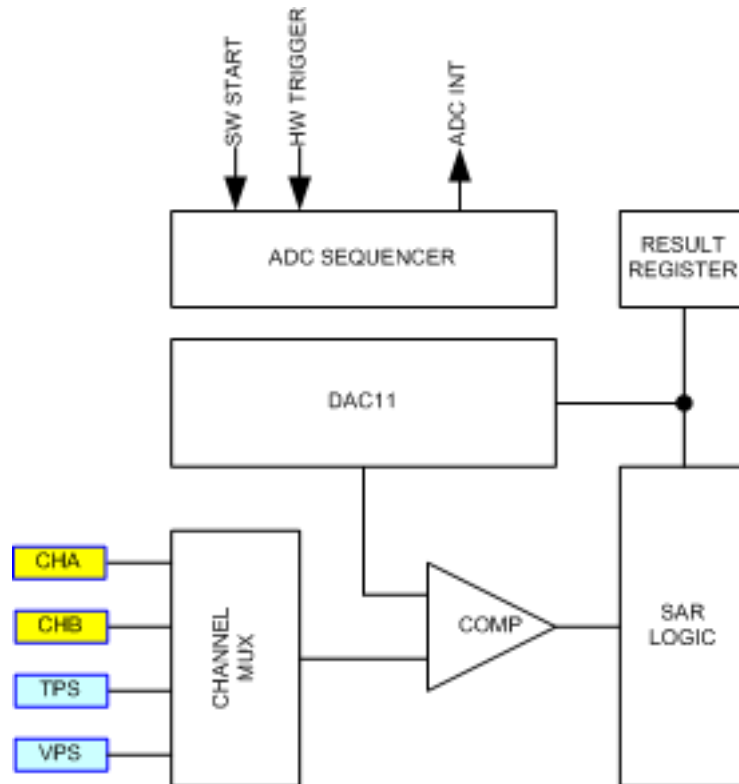 SW START
HW TRIGGER
ADC INT
ADC SEQUENCER
RESULT
REGISTER
DAC11
CHA
CHB
TPS
VPS
CHANNEL
MUX
COMP
SAR
LOGIC